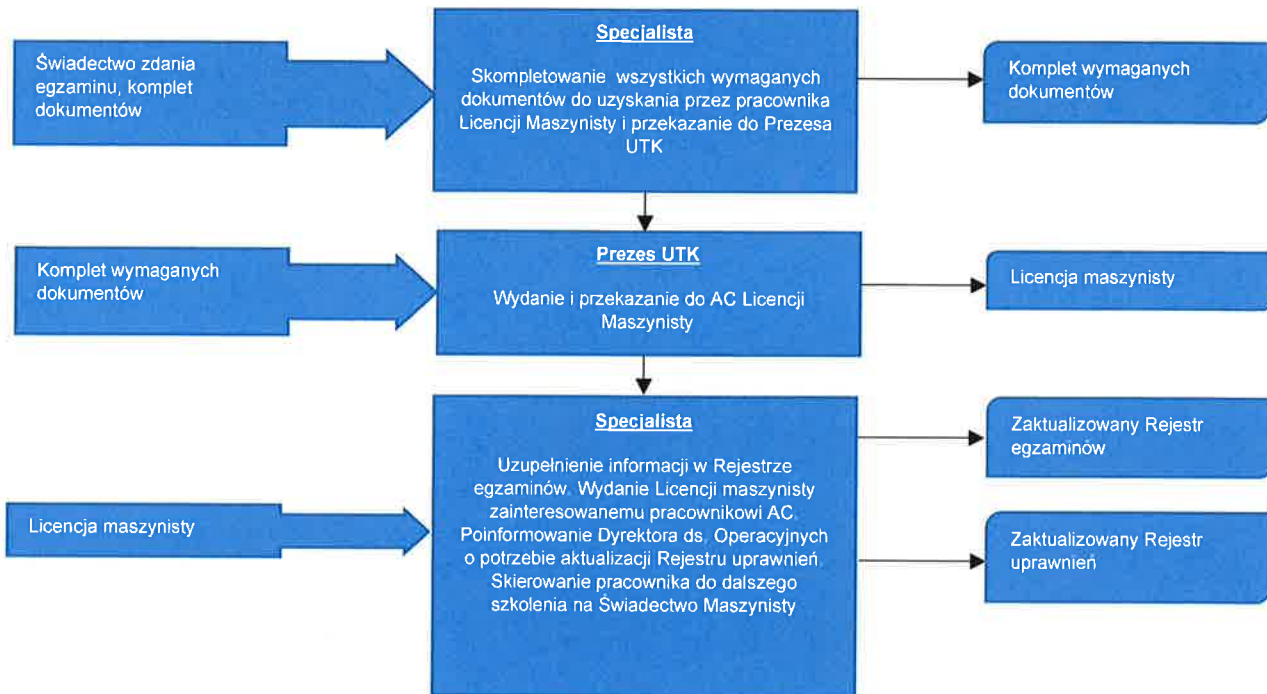 Świadectwo zdania
egzaminu, komplet
dokumentów
Specjalista
Skompletowanie wszystkich wymaganych
dokumentów do uzyskania przez pracownika
Licencji Maszynisty i przekazanie do Prezesa
UTK
Komplet wymaganych
dokumentów
Komplet wymaganych
dokumentów
Prezes UTK
Wydanie i przekazanie do AC Licencji
Maszynisty
Licencja maszynisty
Licencja maszynisty
Specjalista
Uzupełnienie informacji w Rejestrze
egzaminów. Wydanie Licencji maszynisty
zainteresowanemu pracownikowi AC.
Poinformowanie Dyrektora ds. Operacyjnych
o potrzebie aktualizacji Rejestru uprawnień.
Skierowanie pracownika do dalszego
szkolenia na Świadectwo Maszynisty
Zaktualizowany Rejestr
egzaminów
Zaktualizowany Rejestr
uprawnień